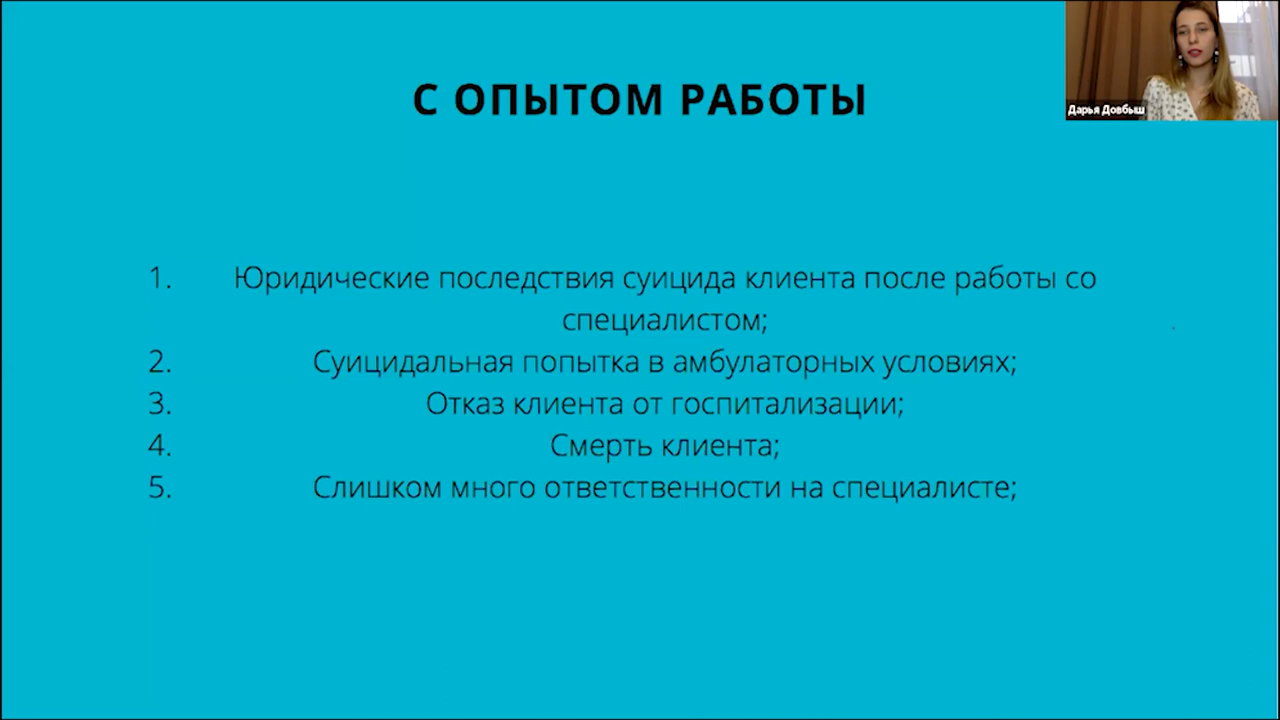 С ОПЫТОМ РАБОТЫ
Дарья Довбыш
1. Юридические последствия суицида клиента после работы со
специалистом;
2. Суицидальная попытка в амбулаторных условиях;
3. Отказ клиента от госпитализации;
4. Смерть клиента;
5. Слишком много ответственности на специалисте;